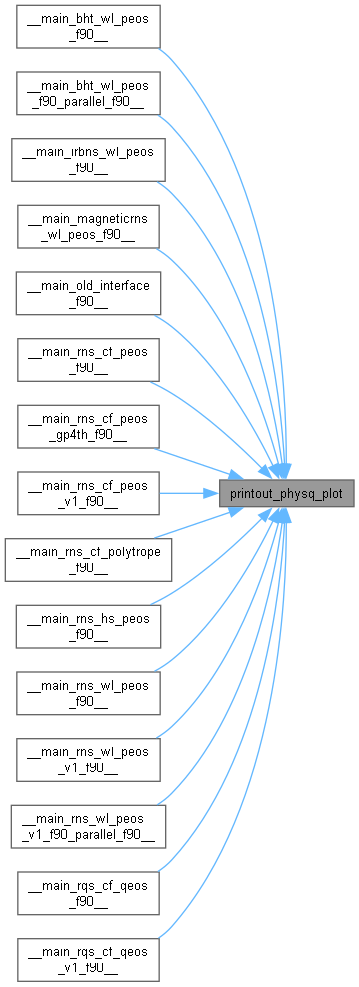 __main_bht_wl_peos
_f90__
__main_bht_wl_peos
_f90_parallel_f90__
__main_irbns_wl_peos
_f90__
__main_magneticrns
_wl_peos_f90__
__main_old_interface
_f90__
__main_rns_cf_peos
_f90__
__main_rns_cf_peos
_gp4th_f90__
__main_rns_cf_peos
_v1_f90__
printout_physq_plot
__main_rns_cf_polytrope
_f90__
__main_rns_hs_peos
_f90__
__main_rns_wl_peos
_f90__
__main_rns_wl_peos
_v1_f90__
__main_rns_wl_peos
_v1_f90_parallel_f90__
__main_rqs_cf_qeos
_f90__
__main_rqs_cf_qeos
_v1_f90__